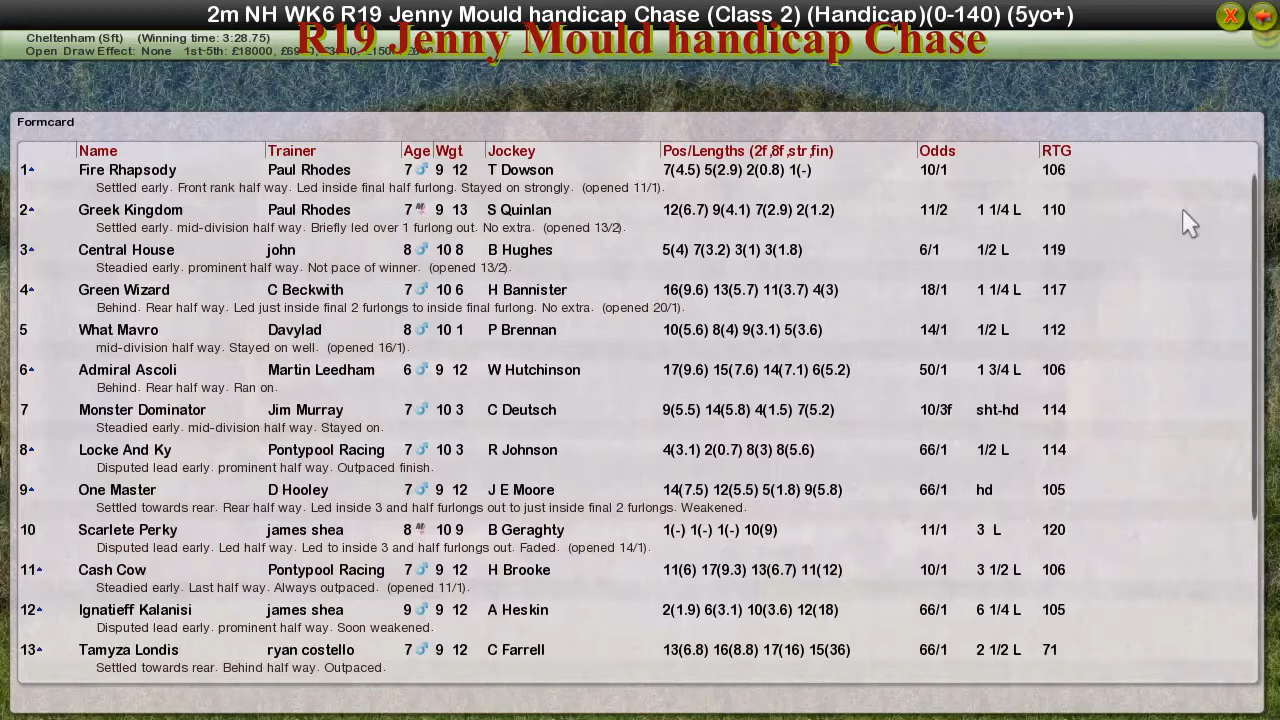 2m NH WK6 R19 Jenny Mould handicap Chase (Class 2) (Handicap)(0-140) (5yo+)
R19 Jenny Mould handicap Chase
Cheltenham (Sft) (Winning time: 3:28.75)
Open Draw Effect: None 1st-5th: £18000,
Formcard
Name Trainer Age Wgt Jockey Pos/Lengths (2f,8f,str,fin) Odds RTG
1 Fire Rhapsody Paul Rhodes 7 9 12 T Dowson 7(4.5) 5(2.9) 2(0.8) 1(-) 10/1 106
Settled early. Front rank half way. Led inside final half furlong. Stayed on strongly. (opened 11/1).
2 Greek Kingdom Paul Rhodes 7 9 13 S Quinlan 12(6.7) 9(4.1) 7(2.9) 2(1.2) 11/2 1 1/4 L 110
Settled early. mid-division half way. Briefly led over 1 furlong out. No extra. (opened 13/2).
3 Central House john 8 10 8 B Hughes 5(4) 7(3.2) 3(1) 3(1.8) 6/1 1/2 L 119
Steadied early. prominent half way. Not pace of winner. (opened 13/2).
4 Green Wizard C Beckwith 7 10 6 H Bannister 16(9.6) 13(5.7) 11(3.7) 4(3) 18/1 1 1/4 L 117
Behind. Rear half way. Led just inside final 2 furlongs to inside final furlong. No extra. (opened 20/1).
5 What Mavro Davylad 8 10 1 P Brennan 10(5.6) 8(4) 9(3.1) 5(3.6) 14/1 1/2 L 112
mid-division half way. Stayed on well. (opened 16/1).
6 Admiral Ascoli Martin Leedham 6 9 12 W Hutchinson 17(9.6) 15(7.6) 14(7.1) 6(5.2) 50/1 1 3/4 L 106
Behind. Rear half way. Ran on.
7 Monster Dominator Jim Murray 7 10 3 C Deutsch 9(5.5) 14(5.8) 4(1.5) 7(5.2) 10/3f sht-hd 114
Steadied early. mid-division half way. Stayed on.
8 Locke And Ky Pontypool Racing 7 10 3 R Johnson 4(3.1) 2(0.7) 8(3) 8(5.6) 66/1 1/2 L 114
Disputed lead early. prominent half way. Outpaced finish.
9 One Master D Hooley 7 9 12 J E Moore 14(7.5) 12(5.5) 5(1.8) 9(5.8) 66/1 hd 105
Settled towards rear. Rear half way. Led inside 3 and half furlongs out to just inside final 2 furlongs. Weakened.
10 Scarlete Perky james shea 8 10 9 B Geraghty 1(-) 1(-) 1(-) 10(9) 11/1 3 L 120
Disputed lead early. Led half way. Led to inside 3 and half furlongs out. Faded. (opened 14/1).
11 Cash Cow Pontypool Racing 7 9 12 H Brooke 11(6) 17(9.3) 13(6.7) 11(12) 10/1 3 1/2 L 106
Steadied early. Last half way. Always outpaced. (opened 11/1).
12 Ignatieff Kalanisi james shea 9 9 12 A Heskin 2(1.9) 6(3.1) 10(3.6) 12(18) 66/1 6 1/4 L 105
Disputed lead early. prominent half way. Soon weakened.
13 Tamyza Londis ryan costello 7 9 12 C Farrell 13(6.8) 16(8.8) 17(16) 15(36) 66/1 2 1/2 L 71
Settled towards rear. Behind half way. Outpaced.